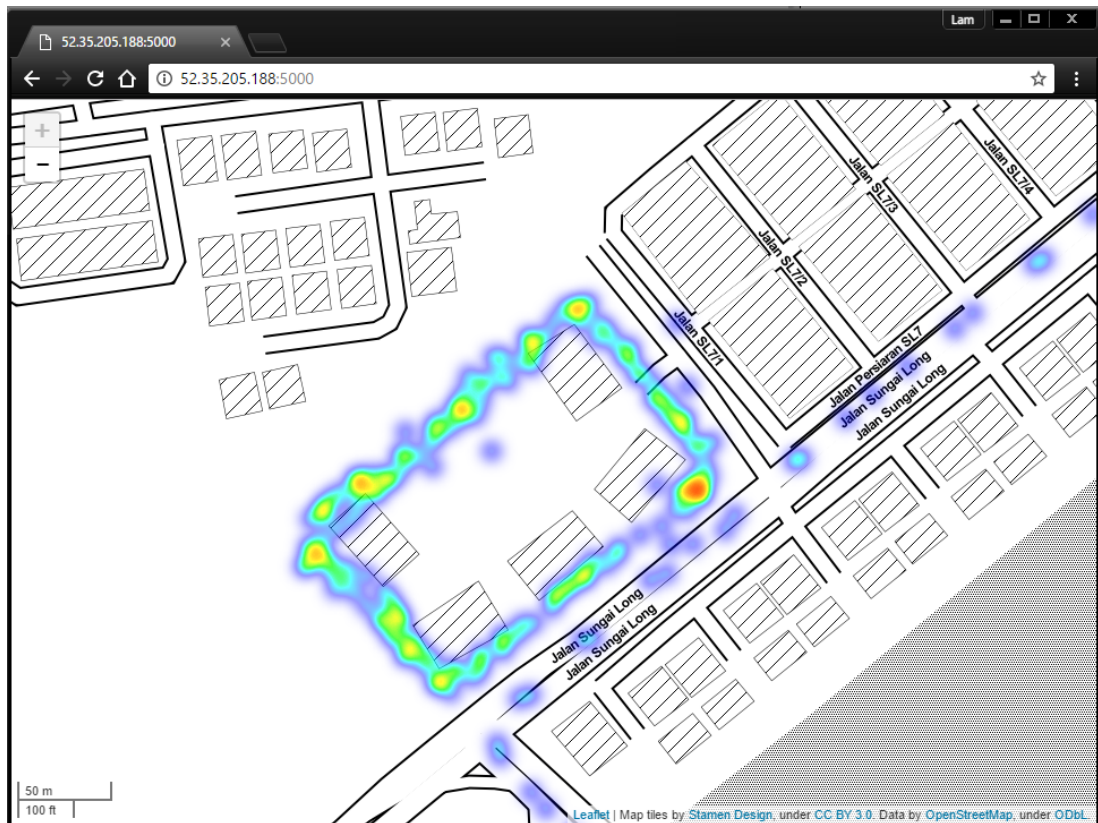 Lam
52.35.205.188:5000
52.35.205.188:5000
+
−
Jalan SL7/4
Jalan SL7/3
Jalan SL7/2
Jalan SL7/1
Jalan Persiaran SL7
Jalan Sungai Long
Jalan Sungai Long
Jalan Sungai Long
Jalan Sungai Long
50 m
100 ft
Leaflet | Map tiles by Stamen Design, under CC BY 3.0. Data by OpenStreetMap, under ODbL.